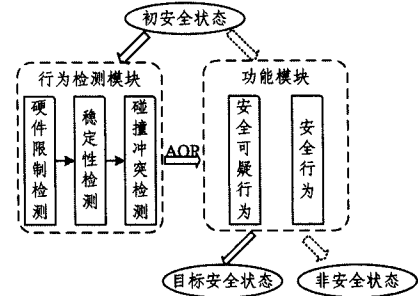 初安全状态
行为检测模块
功能模块
硬件限制检测
稳定性检测
碰撞冲突检测
AOP
安全可疑行为
安全行为
目标安全状态
非安全状态